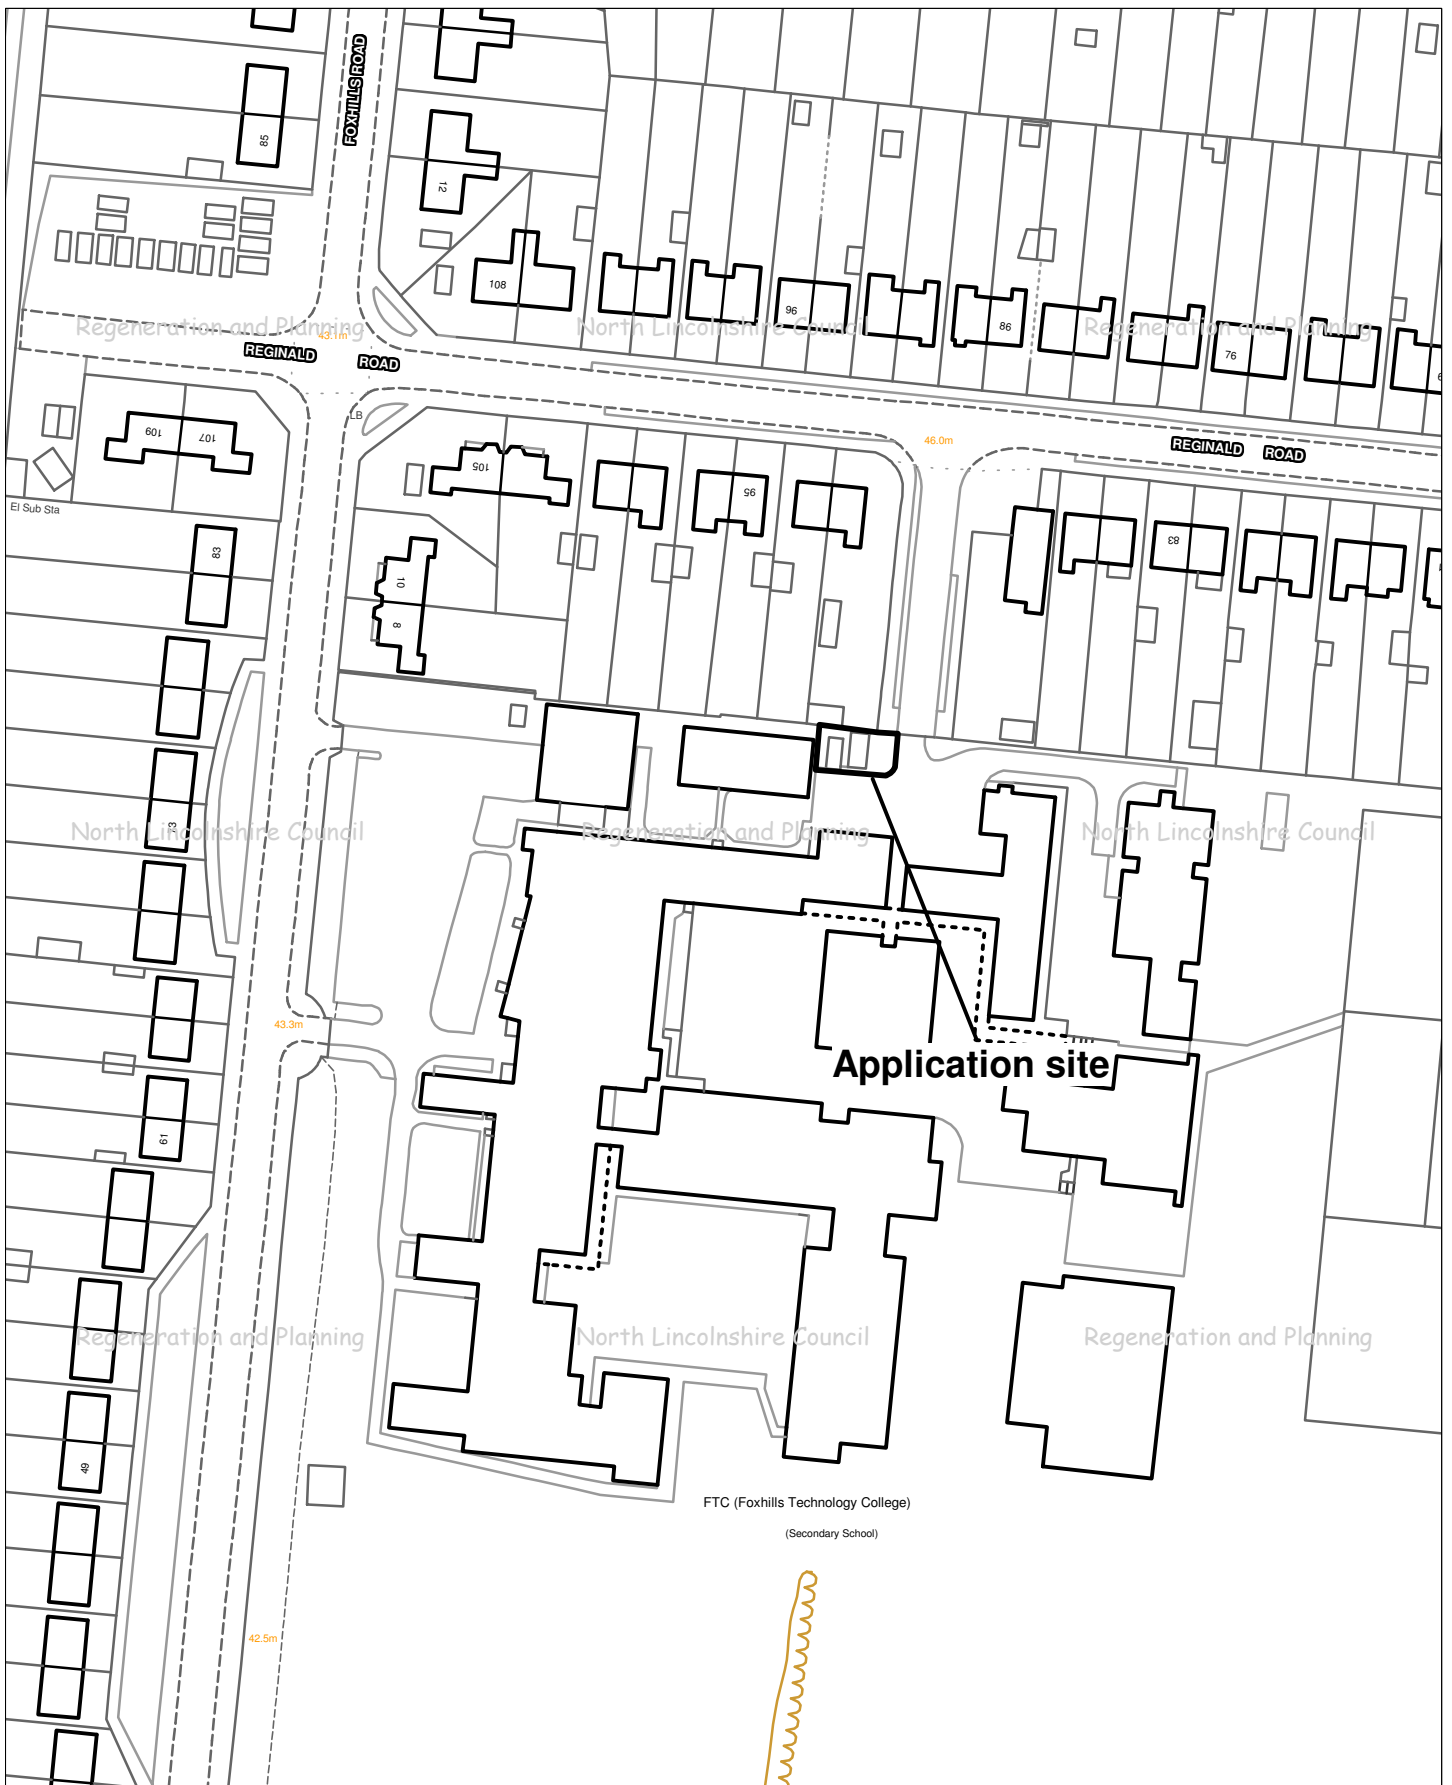 FOXHILLS ROAD
85
12
108
96
86
76
Regeneration and Planning
North Lincolnshire Council
Regeneration and Planning
43.1m
REGINALD ROAD
LB
109
107
105
95
46.0m
REGINALD ROAD
83
El Sub Sta
83
10
8
North Lincolnshire Council
Regeneration and Planning
North Lincolnshire Council
43.3m
Application site
61
Regeneration and Planning
North Lincolnshire Council
Regeneration and Planning
49
FTC (Foxhills Technology College)
(Secondary School)
42.5m